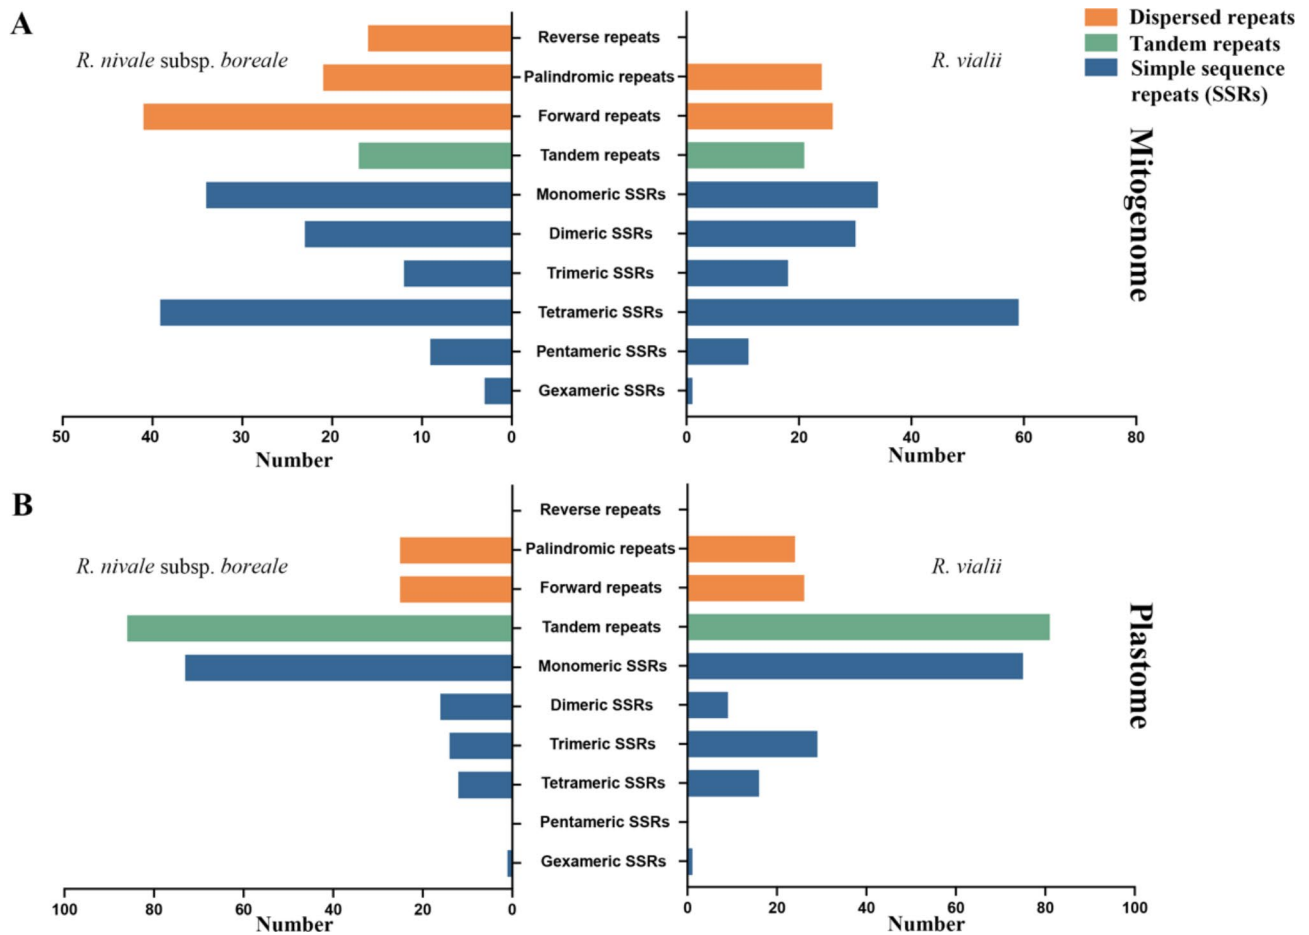 A
R. nivale subsp. boreale
R. vialii
Dispersed repeats
Tandem repeats
Simple sequence
repeats (SSRs)
Reverse repeats
Palindromic repeats
Forward repeats
Tandem repeats
Monomeric SSRs
Dimeric SSRs
Trimeric SSRs
Tetrameric SSRs
Pentameric SSRs
Gexameric SSRs
Mitogenome
50 40 30 20 10 0
Number
0 20 40 60 80
Number
B
R. nivale subsp. boreale
R. vialii
Reverse repeats
Palindromic repeats
Forward repeats
Tandem repeats
Monomeric SSRs
Dimeric SSRs
Trimeric SSRs
Tetrameric SSRs
Pentameric SSRs
Gexameric SSRs
Plastome
100 80 60 40 20 0
Number
0 20 40 60 80 100
Number